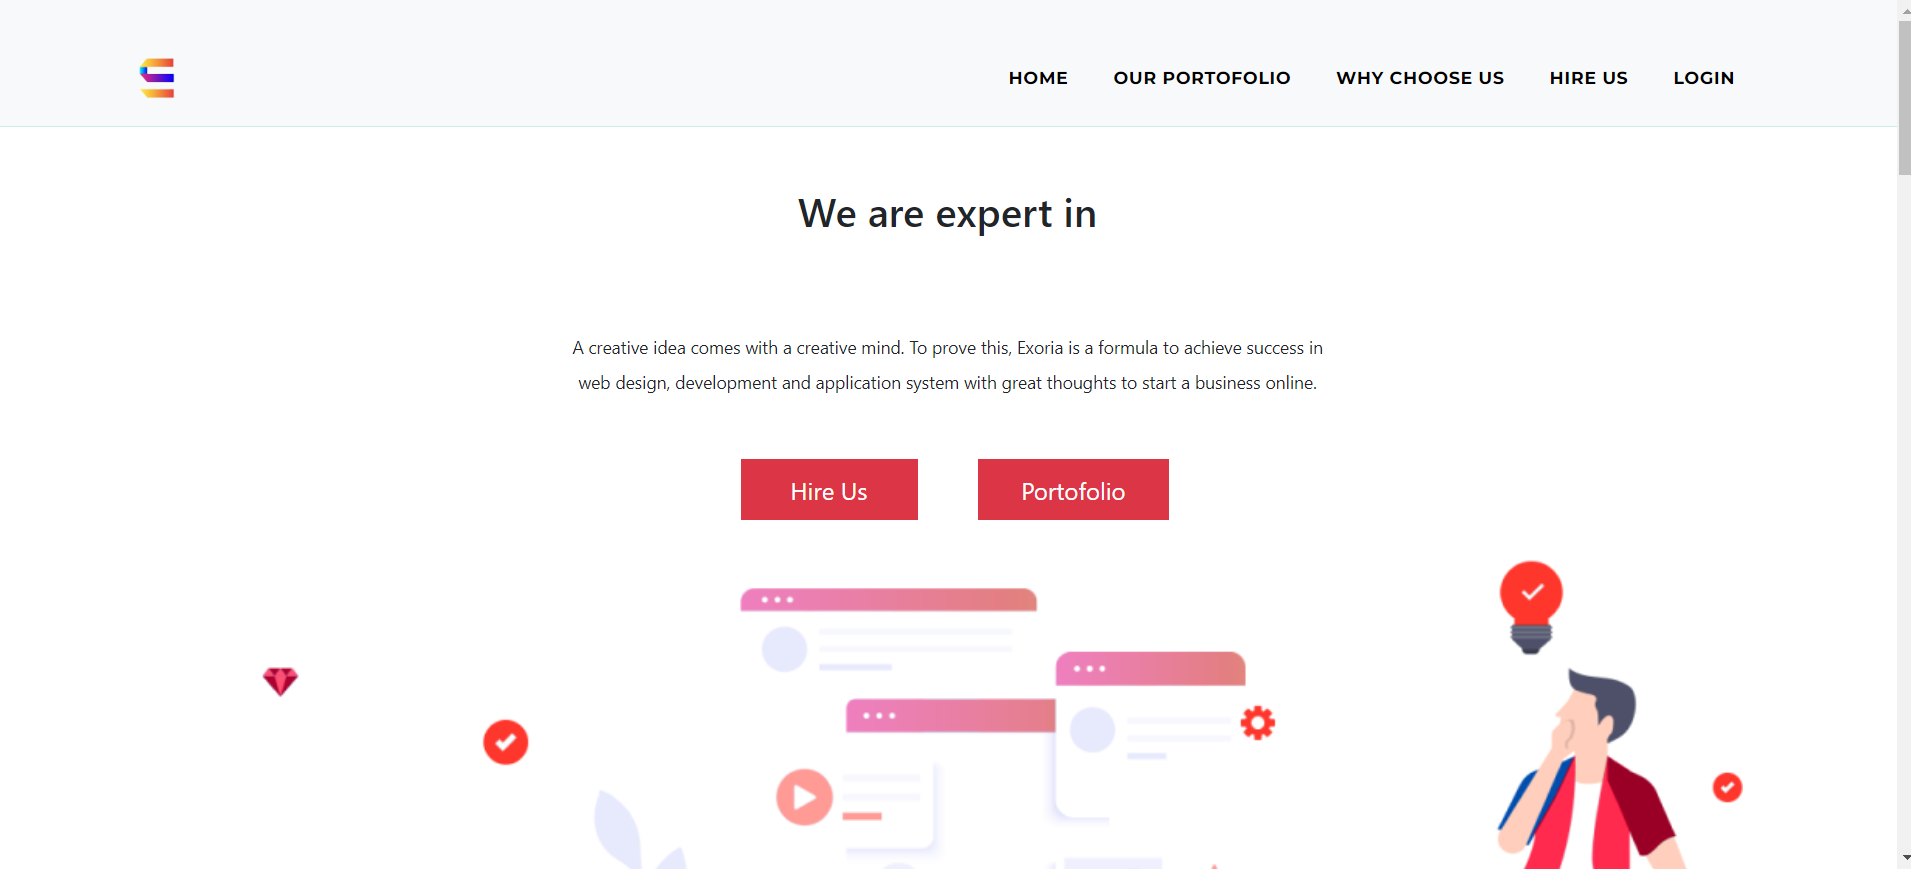 HOME OUR PORTOFOLIO WHY CHOOSE US HIRE US LOGIN
We are expert in
A creative idea comes with a creative mind. To prove this, Exoria is a formula to achieve success in
web design, development and application system with great thoughts to start a business online.
Hire Us Portofolio